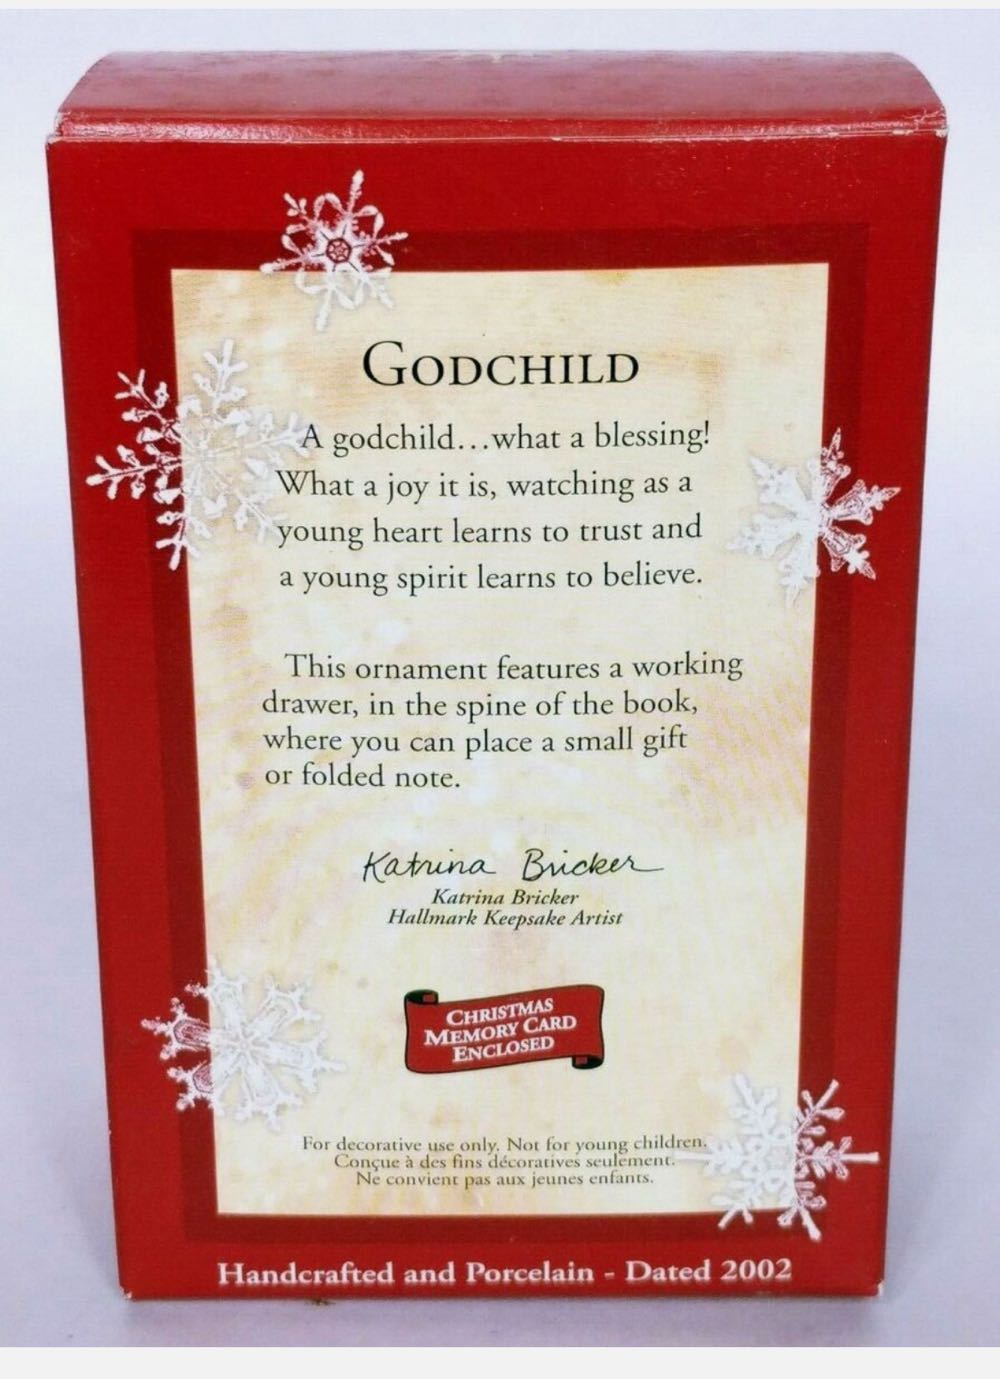 GODCHILD
A godchild...what a blessing!
What a joy it is, watching as a
young heart learns to trust and
a young spirit learns to believe.
This ornament features a working
drawer, in the spine of the book,
where you can place a small gift
or folded note.
Katrina Bricker
Katrina Bricker
Hallmark Keepsake Artist
CHRISTMAS
MEMORY CARD
ENCLOSED
For decorative use only. Not for young children.
Conçue à des fins décoratives seulement.
Ne convient pas aux jeunes enfants.
Handcrafted and Porcelain - Dated 2002